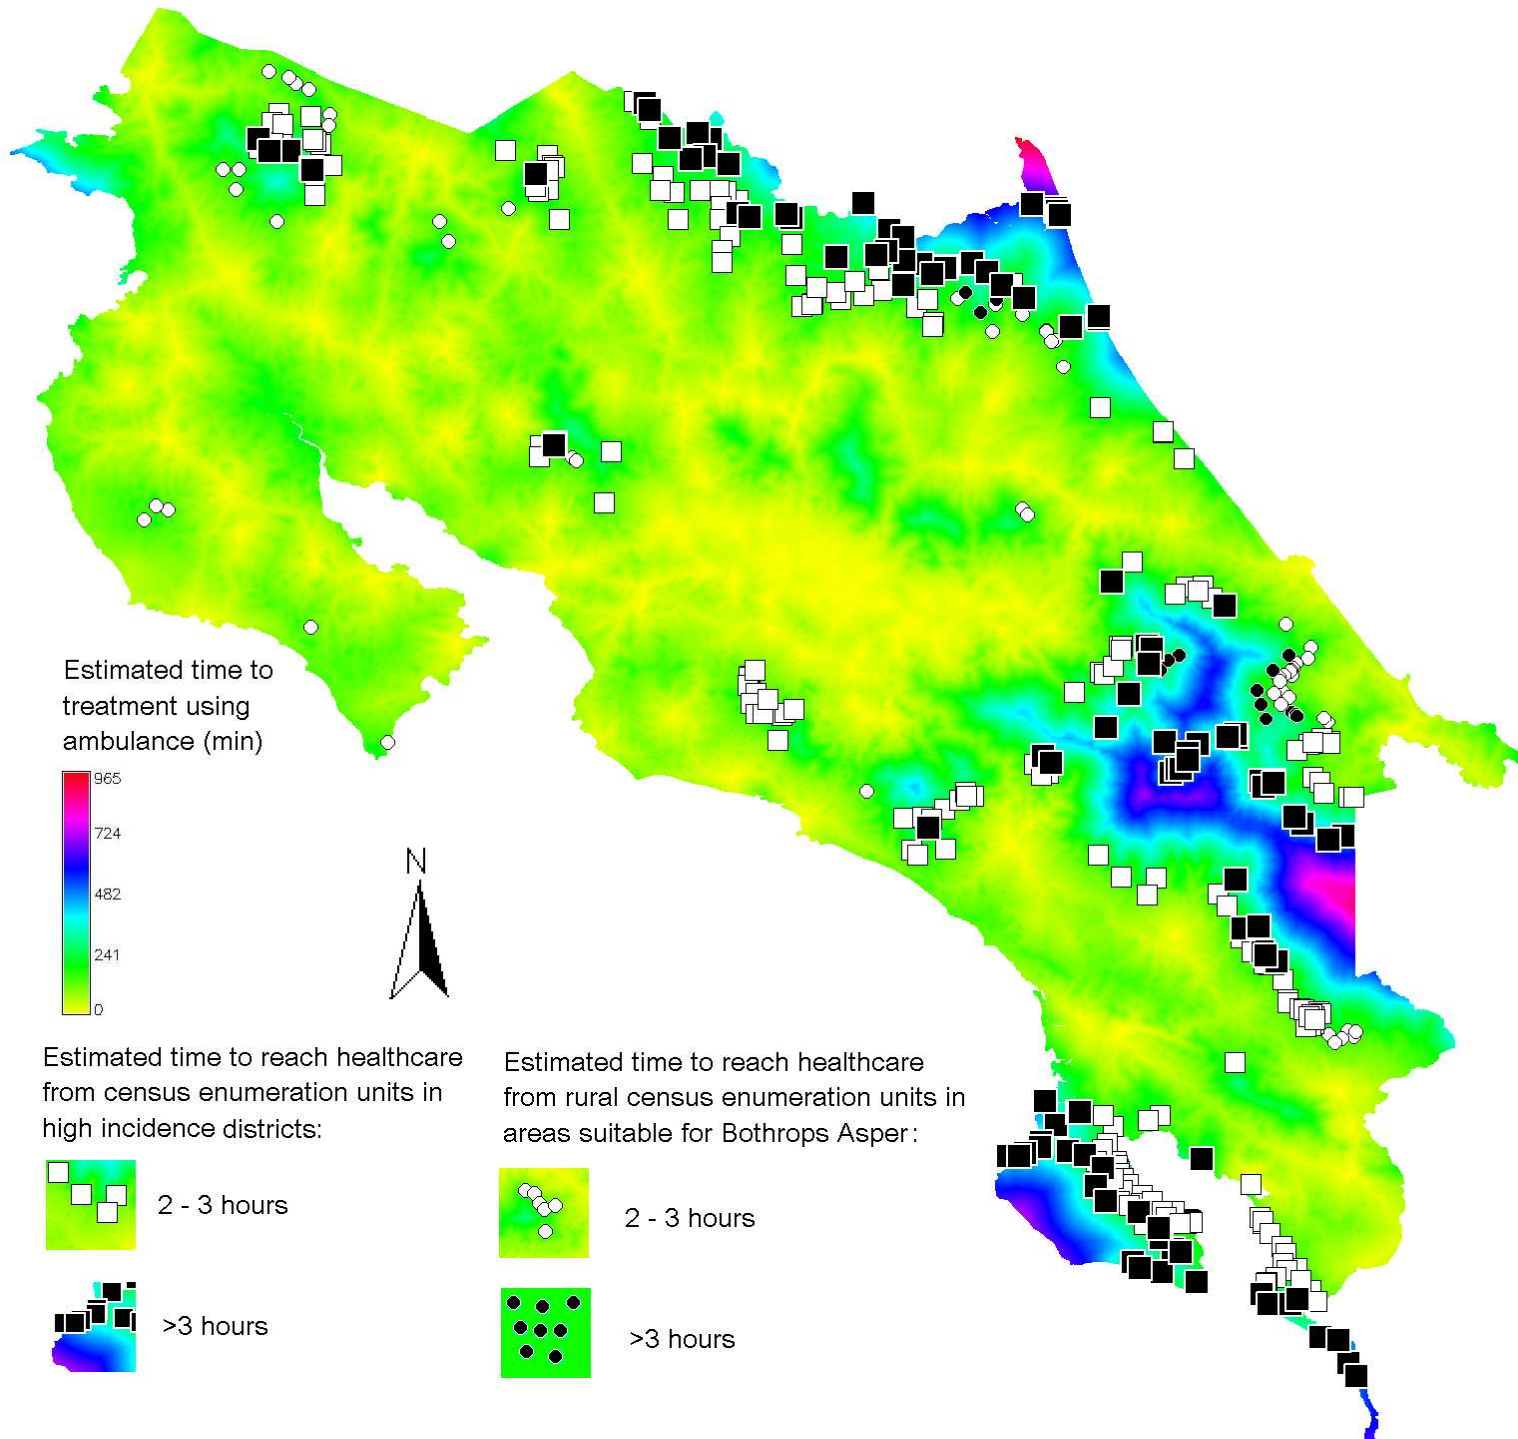 Estimated time to
treatment using
ambulance (min)
965
724
482
241
0
N
Estimated time to reach healthcare
from census enumeration units in
high incidence districts:
2 - 3 hours
>3 hours
Estimated time to reach healthcare
from rural census enumeration units in
areas suitable for Bothrops Asper:
2 - 3 hours
>3 hours